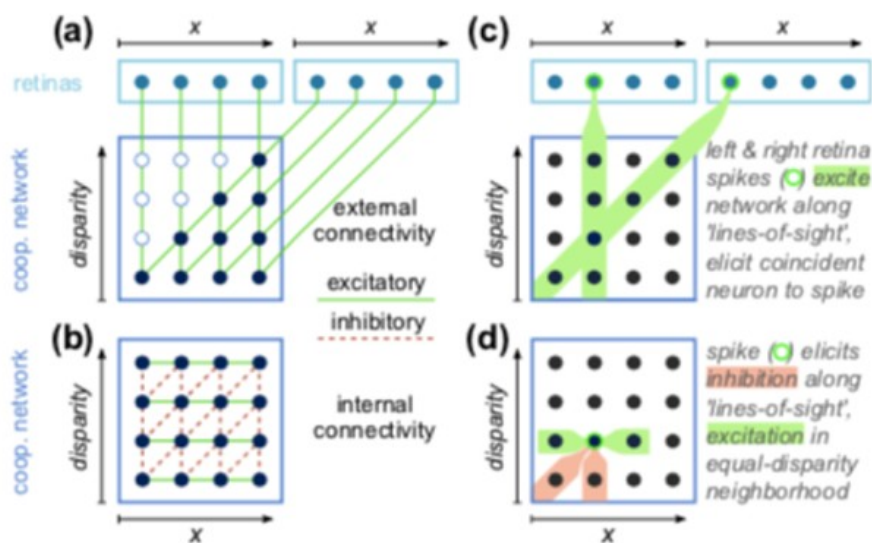 (a)
x
x
retinas
coop. network
disparity
external
connectivity
excitatory
inhibitory
(b)
coop. network
disparity
internal
connectivity
x
(c)
x
x
disparity
left & right retina
spikes ( ) excite
network along
'lines-of-sight',
elicit coincident
neuron to spike
(d)
disparity
spike ( ) elicits
inhibition along
'lines-of-sight',
excitation in
equal-disparity
neighborhood
x